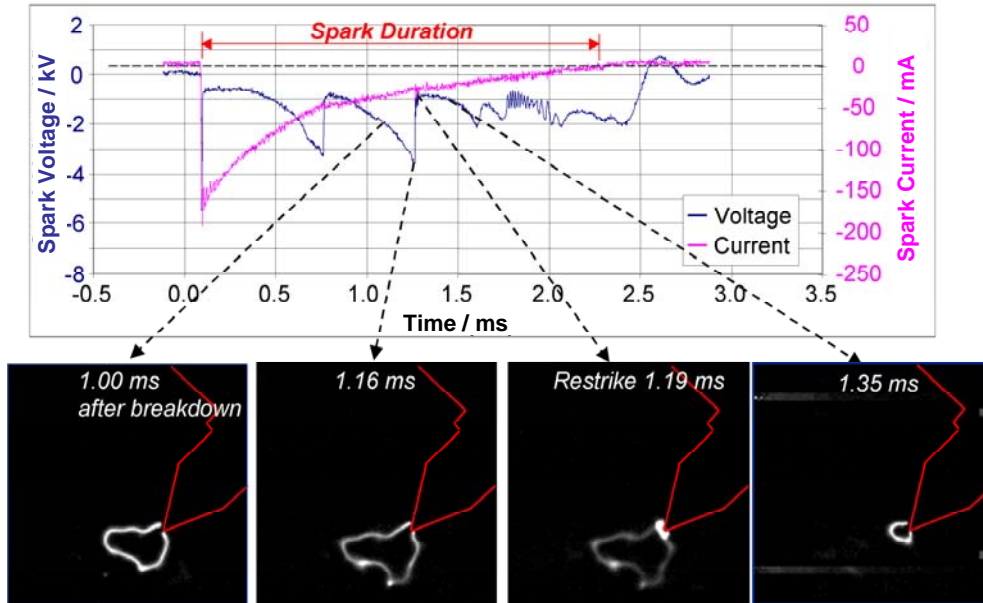 Spark Duration
Spark Voltage / kV
2
0
-2
-4
-6
-8
50
0
-50
-100
-150
-200
-250
Spark Current / mA
Voltage
Current
-0.5
0.0
0.5
1.0
1.5
2.0
2.5
3.0
3.5
Time / ms
1.00 ms
after breakdown
1.16 ms
Restrike 1.19 ms
1.35 ms